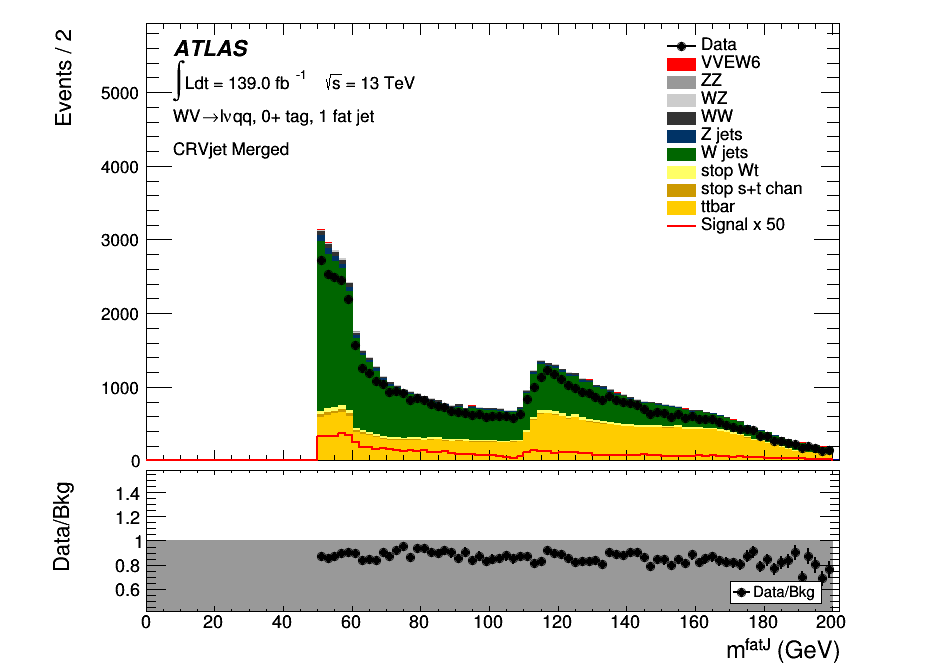 Events / 2
ATLAS
∫Ldt = 139.0 fb⁻¹ √s = 13 TeV
WV→lνqq, 0+ tag, 1 fat jet
CRVjet Merged
Data
VVEW6
ZZ
WZ
WW
Z jets
W jets
stop Wt
stop s+t chan
ttbar
Signal x 50
5000
4000
3000
2000
1000
0
Data/Bkg
1.4
1.2
1
0.8
0.6
Data/Bkg
0 20 40 60 80 100 120 140 160 180 200
m^fatJ (GeV)